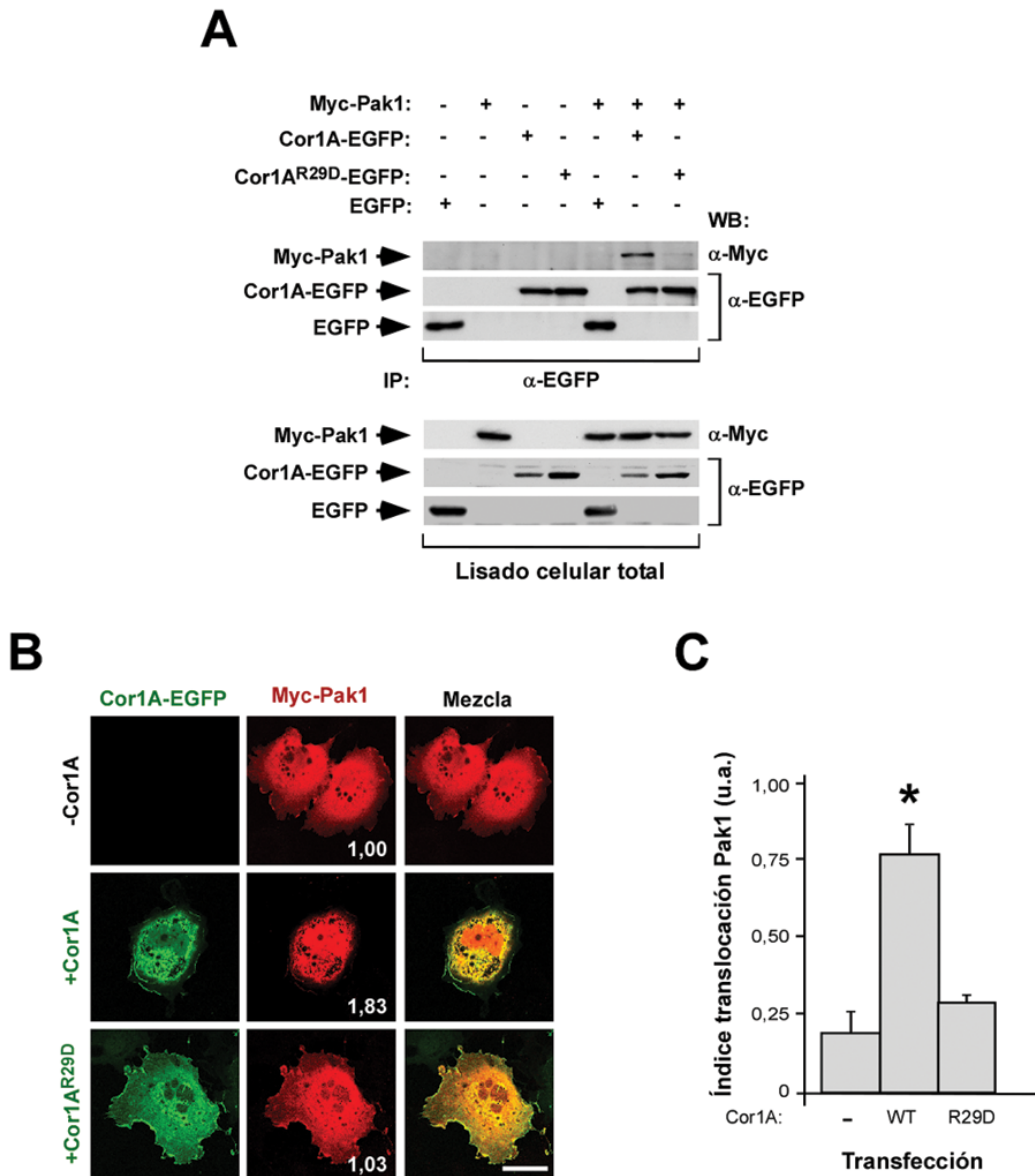 A
Myc-Pak1: - + - - + + +
Cor1A-EGFP: - - + - - + -
Cor1AR29D-EGFP: - - - + - - +
EGFP: + - - - + - -
WB:
Myc-Pak1 α-Myc
Cor1A-EGFP α-EGFP
EGFP
IP: α-EGFP
Myc-Pak1 α-Myc
Cor1A-EGFP α-EGFP
EGFP
Lisado celular total
B
Cor1A-EGFP Myc-Pak1 Mezcla
-Cor1A
1,00
+Cor1A
1,83
+Cor1AR29D
1,03
C
Índice translocación Pak1 (u.a.)
1,00
0,75
0,50
0,25
0
Cor1A: - WT R29D
*
Transfección